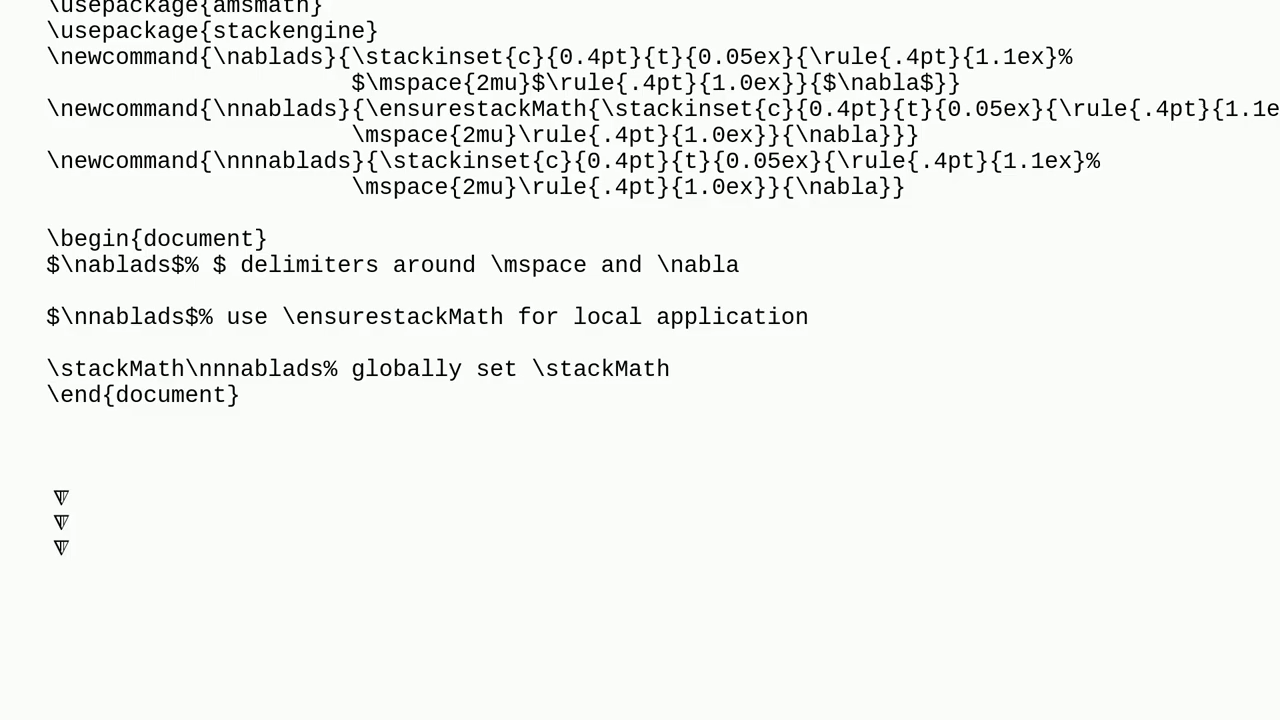 \usepackage{amsmath}
\usepackage{stackengine}
\newcommand{\nablads}{\stackinset{c}{0.4pt}{t}{0.05ex}{\rule{.4pt}{1.1ex}%
$\mspace{2mu}$\rule{.4pt}{1.0ex}}{$\nabla$}}
\newcommand{\nnablads}{\ensurestackMath{\stackinset{c}{0.4pt}{t}{0.05ex}{\rule{.4pt}{1.1e
\mspace{2mu}\rule{.4pt}{1.0ex}}{\nabla}}}
\newcommand{\nnnablads}{\stackinset{c}{0.4pt}{t}{0.05ex}{\rule{.4pt}{1.1ex}%
\mspace{2mu}\rule{.4pt}{1.0ex}}{\nabla}}
\begin{document}
$\nablads$% $ delimiters around \mspace and \nabla
$\nnablads$% use \ensurestackMath for local application
\stackMath\nnnablads% globally set \stackMath
\end{document}